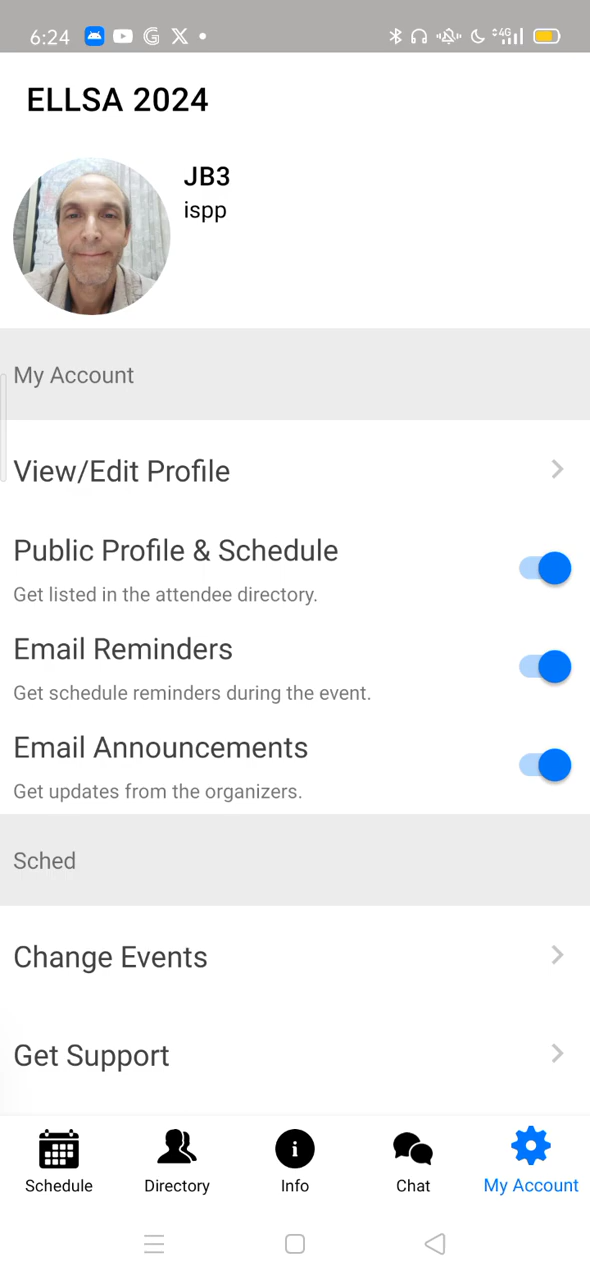 6:24
4G
ELLSA 2024
JB3
ispp
My Account
View/Edit Profile
Public Profile & Schedule
Get listed in the attendee directory.
Email Reminders
Get schedule reminders during the event.
Email Announcements
Get updates from the organizers.
Sched
Change Events
Get Support
Schedule
Directory
Info
Chat
My Account